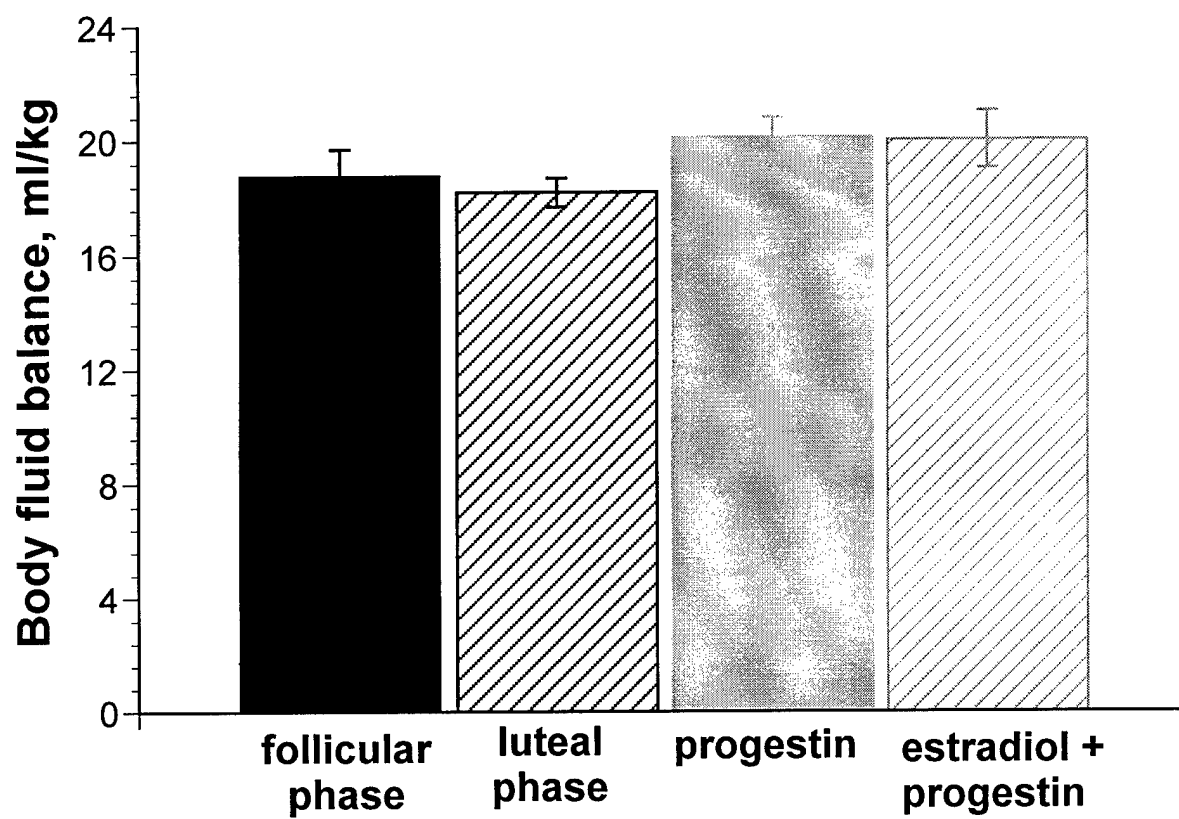 Body fluid balance, ml/kg
24
20
16
12
8
4
0
follicular
phase
luteal
phase
progestin
estradiol +
progestin